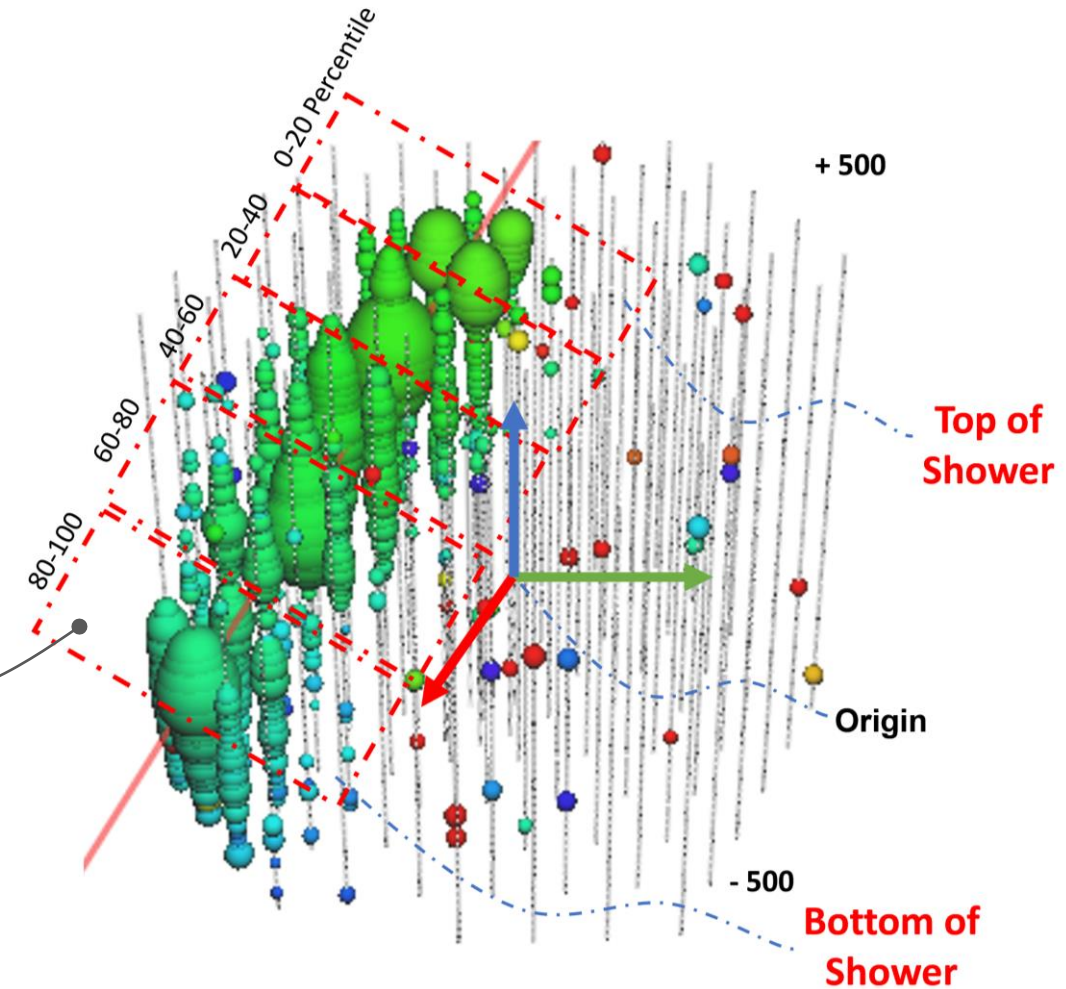 0-20 Percentile
20-40
40-60
60-80
80-100
+ 500
Top of
Shower
Origin
- 500
Bottom of
Shower